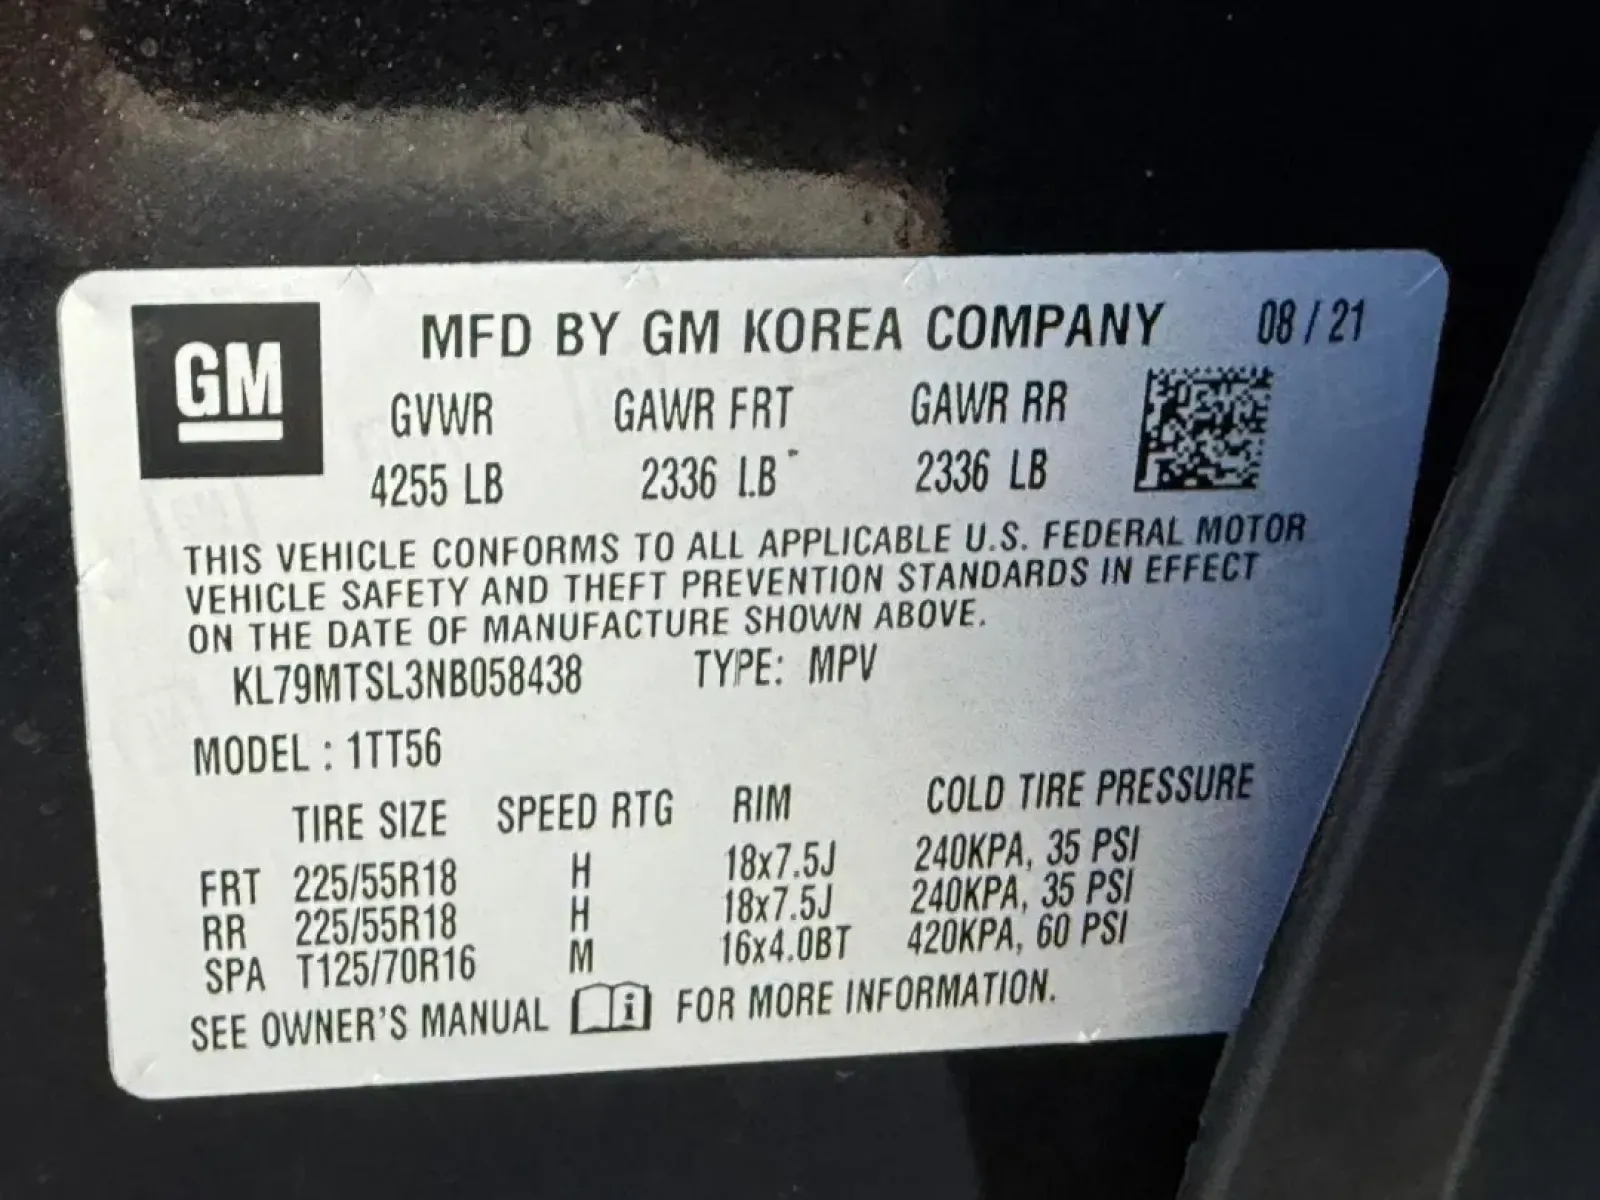 GM
MFD BY GM KOREA COMPANY 08 / 21
GVWR GAWR FRT GAWR RR
4255 LB 2336 LB 2336 LB
THIS VEHICLE CONFORMS TO ALL APPLICABLE U.S. FEDERAL MOTOR
VEHICLE SAFETY AND THEFT PREVENTION STANDARDS IN EFFECT
ON THE DATE OF MANUFACTURE SHOWN ABOVE.
KL79MTSL3NB058438 TYPE: MPV
MODEL : 1TT56
TIRE SIZE SPEED RTG RIM COLD TIRE PRESSURE
FRT 225/55R18 H 18x7.5J 240KPA, 35 PSI
RR 225/55R18 H 18x7.5J 240KPA, 35 PSI
SPA T125/70R16 M 16x4.0BT 420KPA, 60 PSI
SEE OWNER'S MANUAL i FOR MORE INFORMATION.